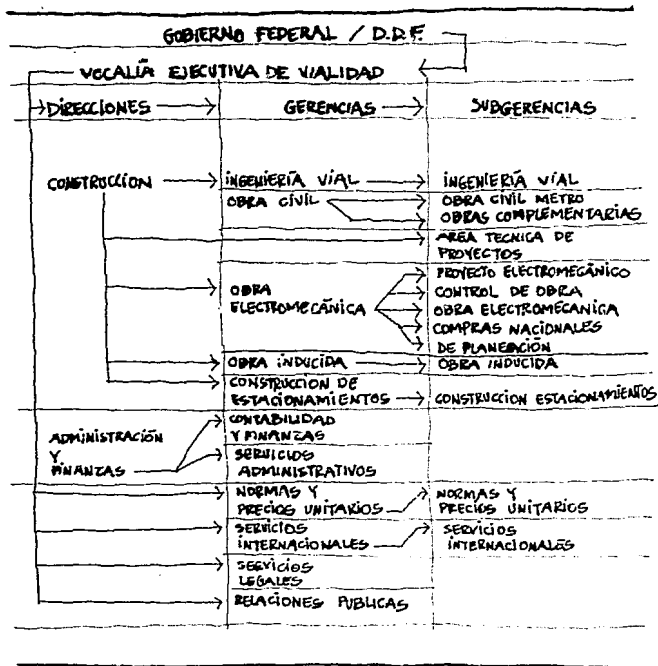 GOBIERNO FEDERAL / D.D.F.
VOCALÍA EJECUTIVA DE VIALIDAD
DIRECCIONES GERENCIAS SUBGERENCIAS
CONSTRUCCION INGENIERÍA VIAL INGENIERÍA VIAL
OBRA CIVIL OBRA CIVIL METRO
OBRAS COMPLEMENTARIAS
AREA TECNICA DE
PROYECTOS
PROYECTO ELECTROMECÁNICO
OBRA CONTROL DE OBRA
ELECTROMECÁNICA OBRA ELECTROMECANICA
COMPRAS NACIONALES
DE PLANEACIÓN
OBRA INDUCIDA OBRA INDUCIDA
CONSTRUCCION DE
ESTACIONAMIENTOS CONSTRUCCION ESTACIONAMIENTOS
CONTABILIDAD
Y FINANZAS
ADMINISTRACIÓN
Y
FINANZAS
SERVICIOS
ADMINISTRATIVOS
NORMAS Y NORMAS Y
PRECIOS UNITARIOS PRECIOS UNITARIOS
SERVICIOS SERVICIOS
INTERNACIONALES INTERNACIONALES
SERVICIOS
LEGALES
RELACIONES PUBLICAS